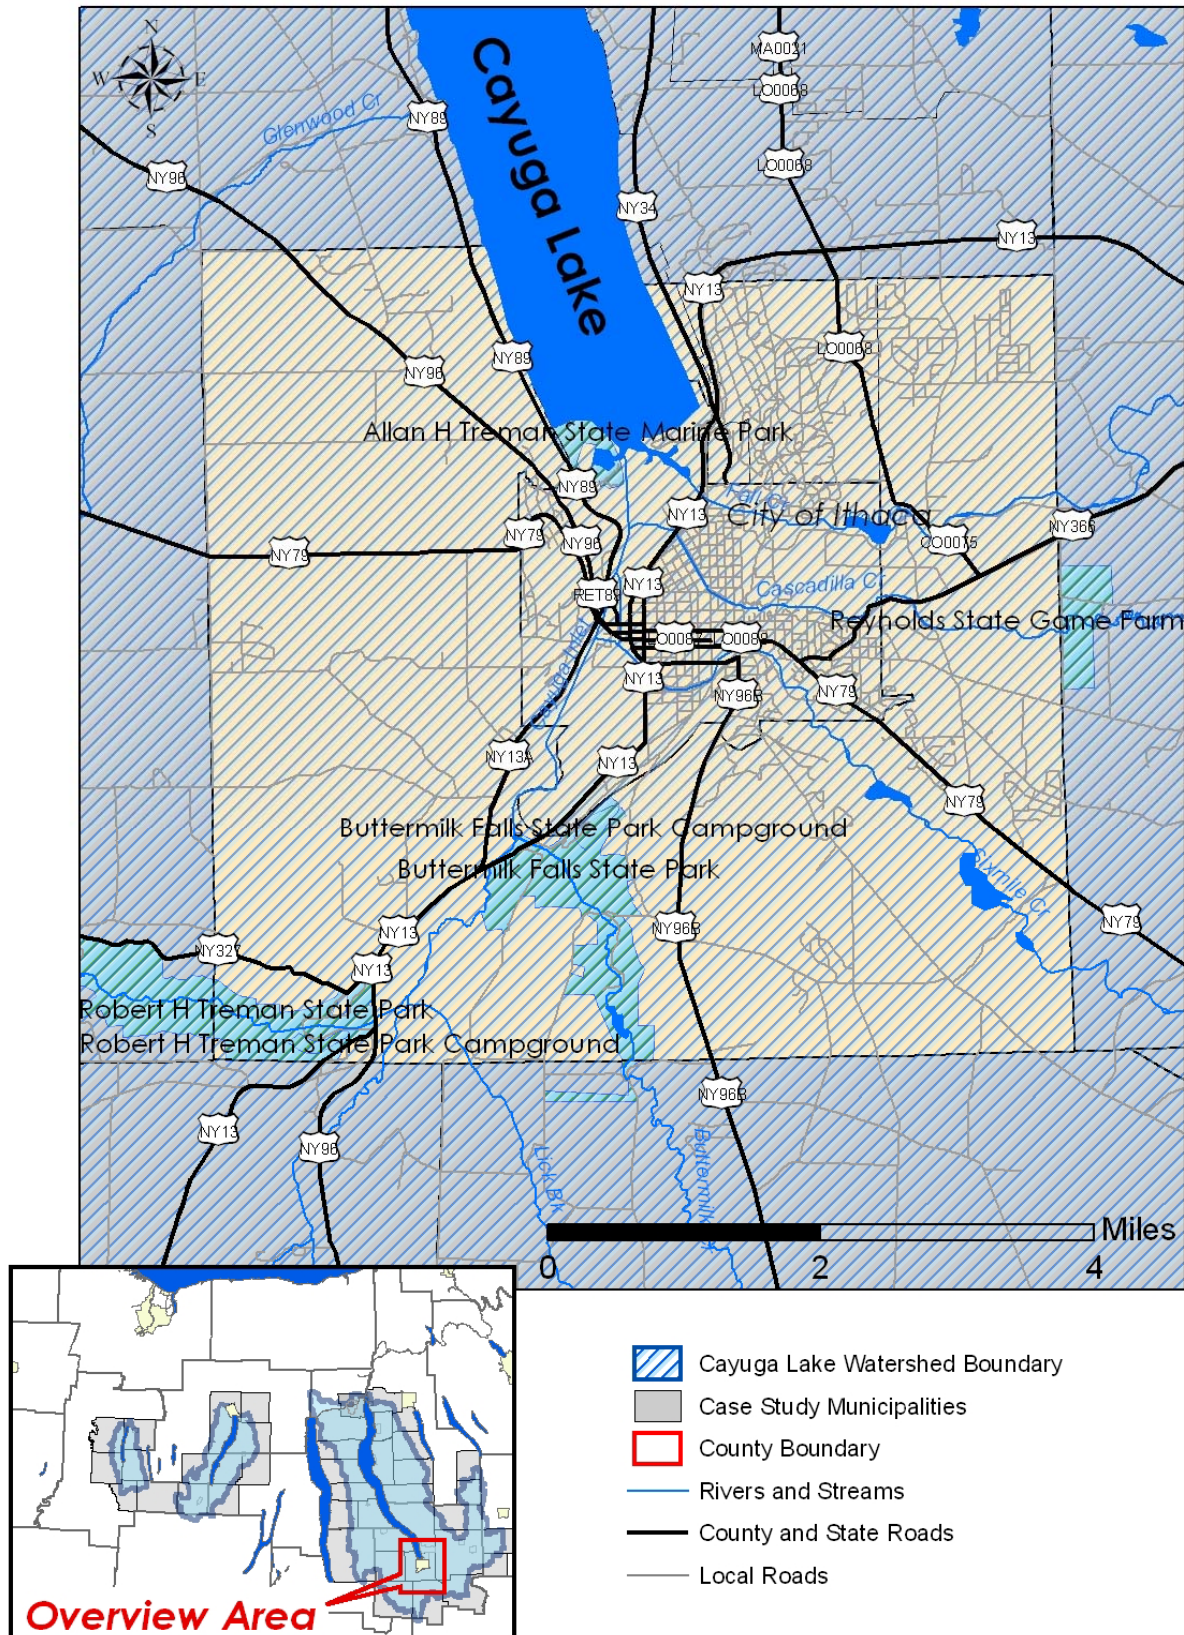 N
W E
S
MA0021
LO0068
NY89
Glenwood Cr
Cayuga Lake
LO0068
NY96
NY34
NY13
NY13
LO0068
NY89
NY96
Allan H Treman State Marine Park
NY89
Fall Cr
NY13
City of Ithaca
NY366
NY79
NY96
CO0075
NY79
NY13
Cascadilla Cr
RET89
Reynolds State Game Farm
LO0088
Cayuga Inlet
NY13
NY96B
NY79
NY13A
NY13
NY79
Buttermilk Falls State Park Campground
Buttermilk Falls State Park
Sixmile Cr
NY13
NY96B
NY79
NY327
NY13
Robert H Treman State Park
Robert H Treman State Park Campground
NY96B
NY13
NY96
Lick Bk
Buttermilk Cr
Miles
0 2 4
Cayuga Lake Watershed Boundary
Case Study Municipalities
County Boundary
Rivers and Streams
County and State Roads
Local Roads
Overview Area